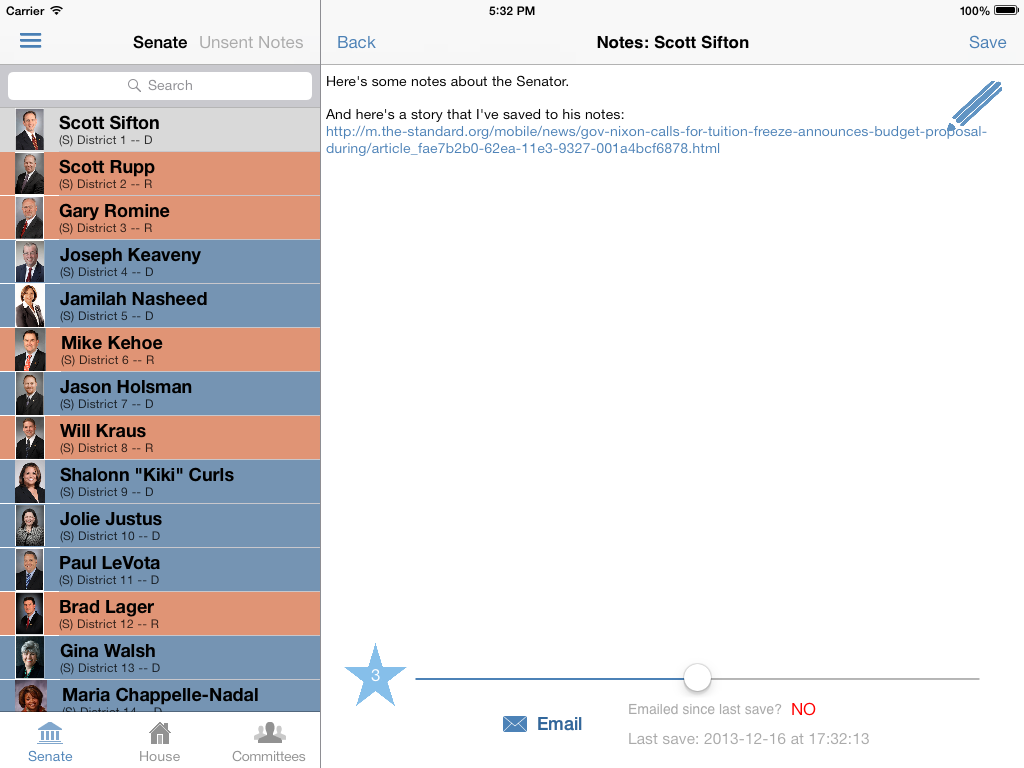 Carrier
5:32 PM
100%
Senate Unsent Notes
Search
Scott Sifton
(S) District 1 -- D
Scott Rupp
(S) District 2 -- R
Gary Romine
(S) District 3 -- R
Joseph Keaveny
(S) District 4 -- D
Jamilah Nasheed
(S) District 5 -- D
Mike Kehoe
(S) District 6 -- R
Jason Holsman
(S) District 7 -- D
Will Kraus
(S) District 8 -- R
Shalonn "Kiki" Curls
(S) District 9 -- D
Jolie Justus
(S) District 10 -- D
Paul LeVota
(S) District 11 -- D
Brad Lager
(S) District 12 -- R
Gina Walsh
(S) District 13 -- D
Maria Chappelle-Nadal
(S) District 14 -- D
Senate
House
Committees
Back
Notes: Scott Sifton
Save
Here's some notes about the Senator.
And here's a story that I've saved to his notes:
http://m.the-standard.org/mobile/news/gov-nixon-calls-for-tuition-freeze-announces-budget-proposal-
during/article_fae7b2b0-62ea-11e3-9327-001a4bcf6878.html
3
Email
Emailed since last save? NO
Last save: 2013-12-16 at 17:32:13